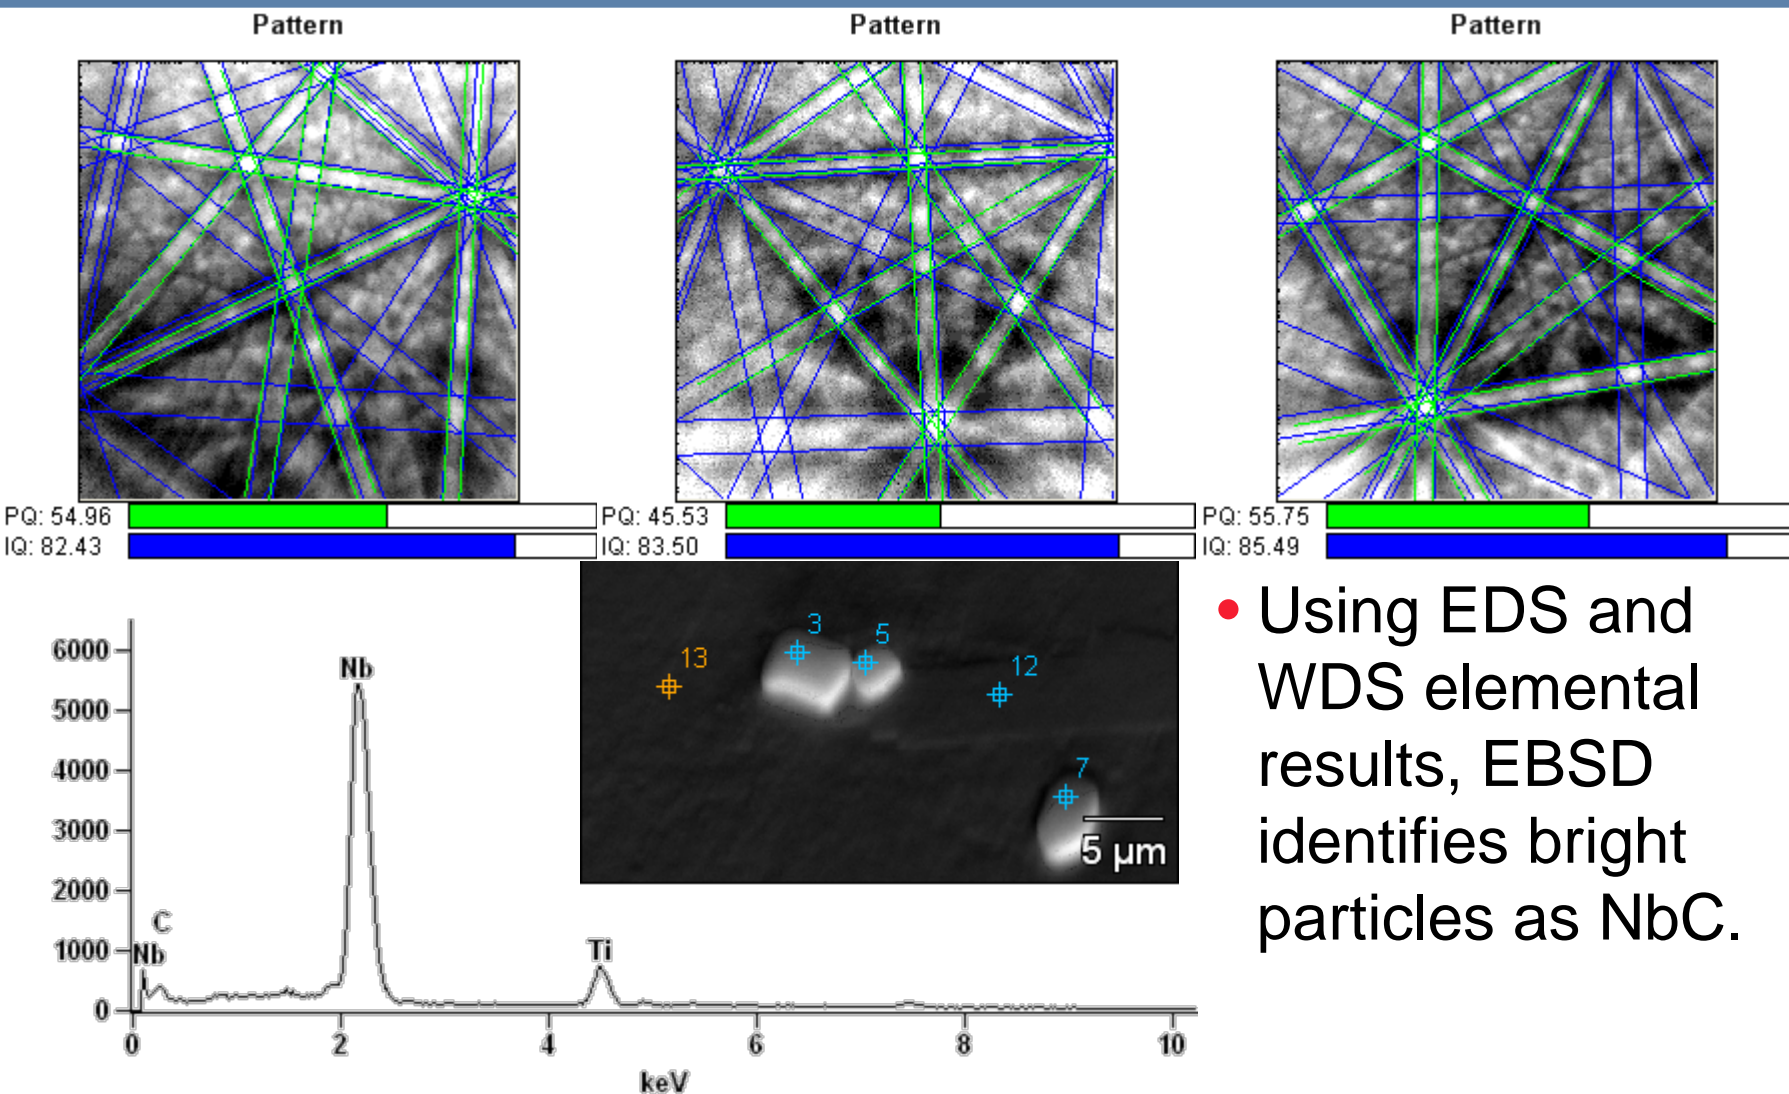 Pattern
Pattern
Pattern
PQ: 54.96
PQ: 45.53
PQ: 55.75
IQ: 82.43
IQ: 83.50
IQ: 85.49
6000
5000
4000
3000
2000
1000
0
Nb
C
Nb
Ti
0
2
4
6
8
10
keV
3
5
13
12
7
5 µm
• Using EDS and
WDS elemental
results, EBSD
identifies bright
particles as NbC.